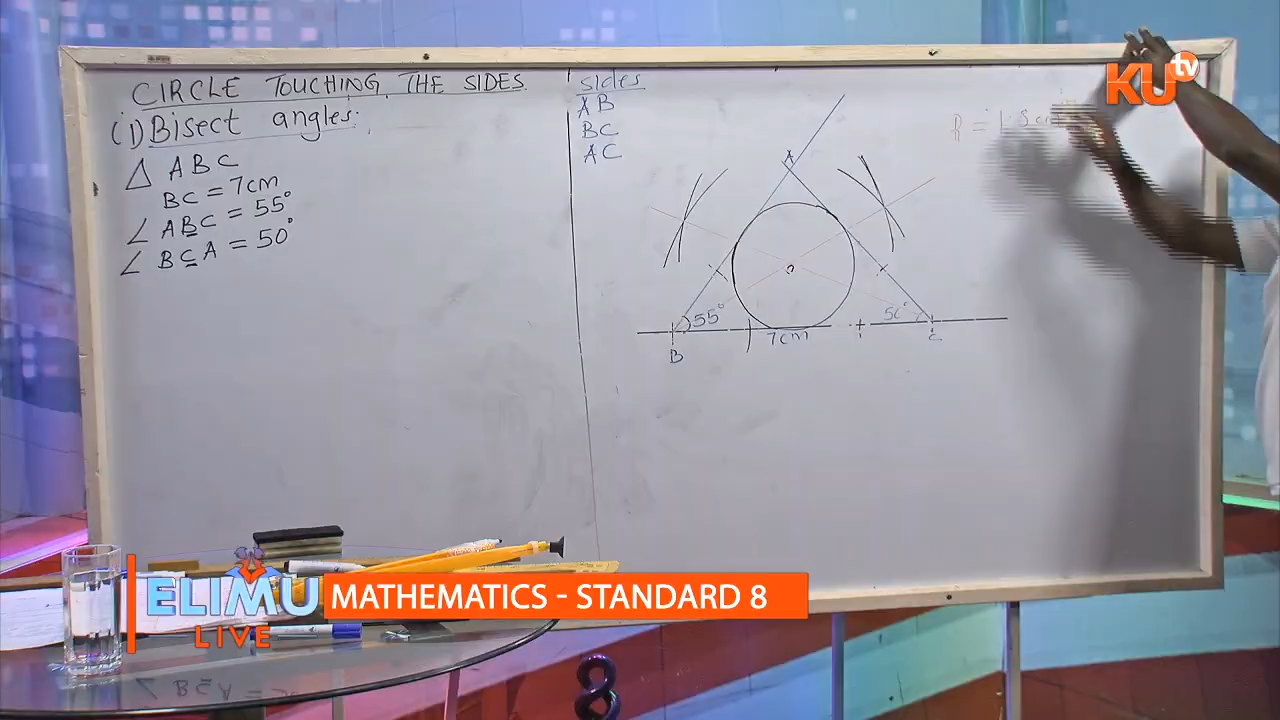 CIRCLE TOUCHING THE SIDES
(i) Bisect angles.
△ ABC
BC = 7cm
∠ ABC = 55°
∠ BCA = 50°
sides
AB
BC
AC
A
O
55°
50°
7cm
B
C
R =
KU tv
ELIMU
LIVE
MATHEMATICS - STANDARD 8